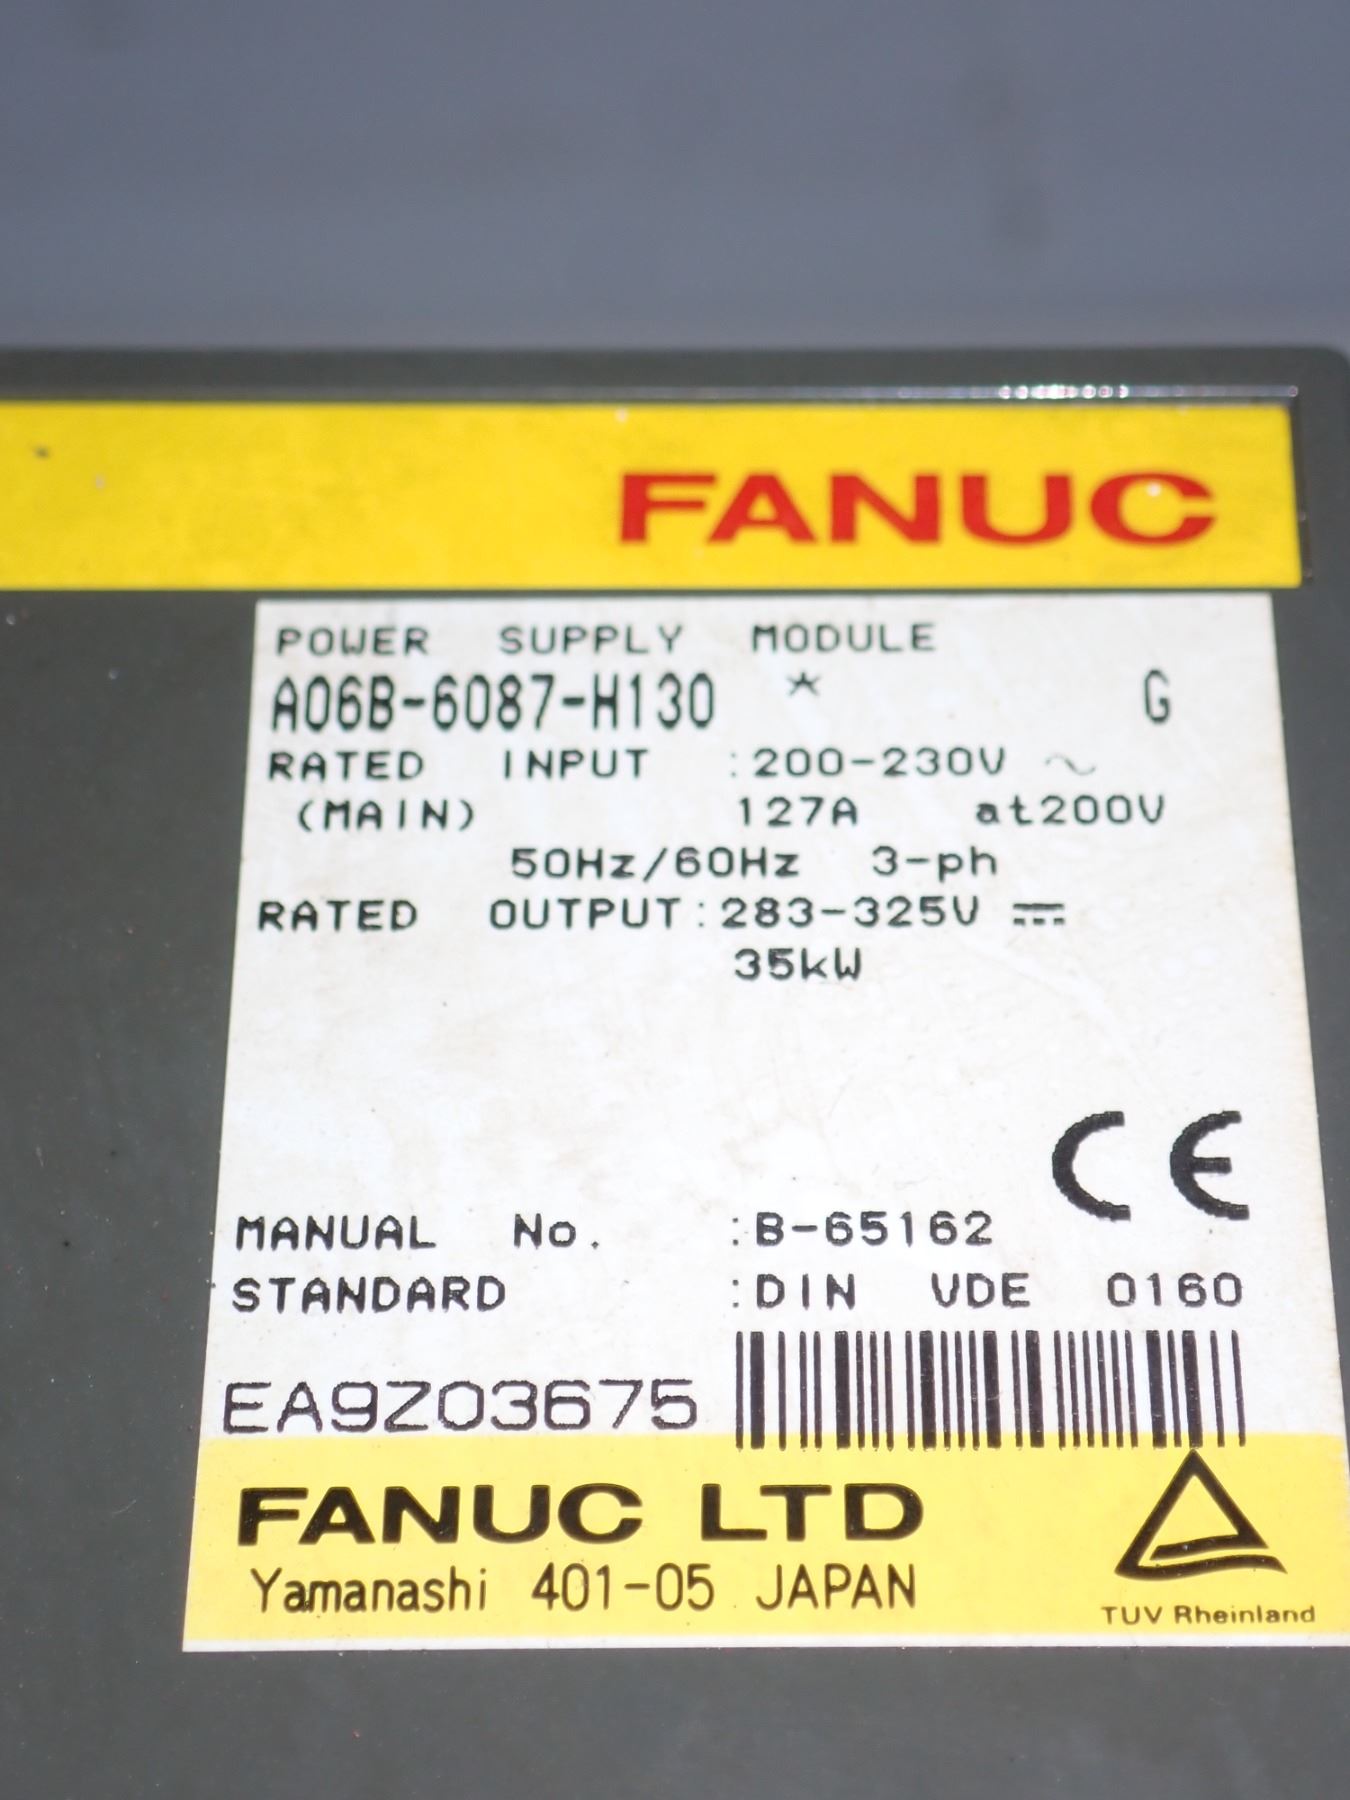 FANUC
POWER SUPPLY MODULE
A06B-6087-H130 * G
RATED INPUT :200-230V ~
(MAIN) 127A at200V
50Hz/60Hz 3-ph
RATED OUTPUT:283-325V ⎓
35kW
CE
MANUAL No. :B-65162
STANDARD :DIN VDE 0160
EA9Z03675
FANUC LTD
Yamanashi 401-05 JAPAN
TUV Rheinland